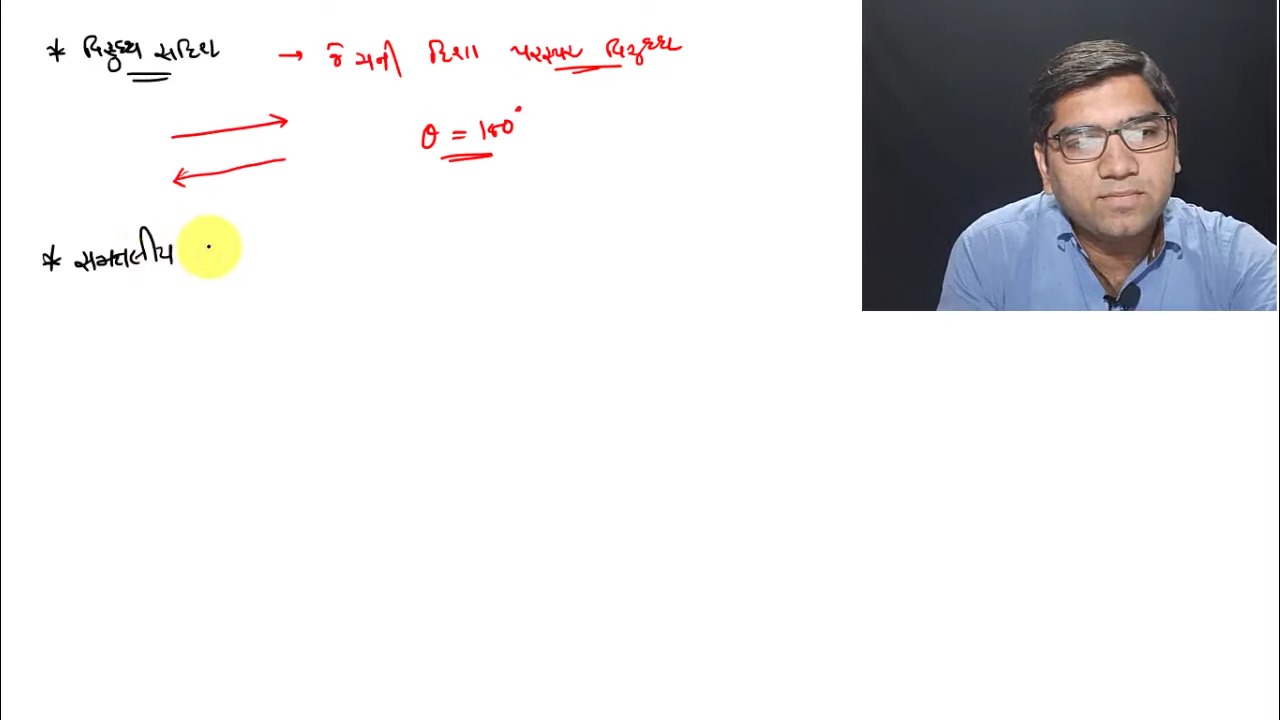 * વિરુધ્ધ સદિશ → જેમની દિશા પરસ્પર વિરુધ્ધ
θ = 180°
* સમતલીય